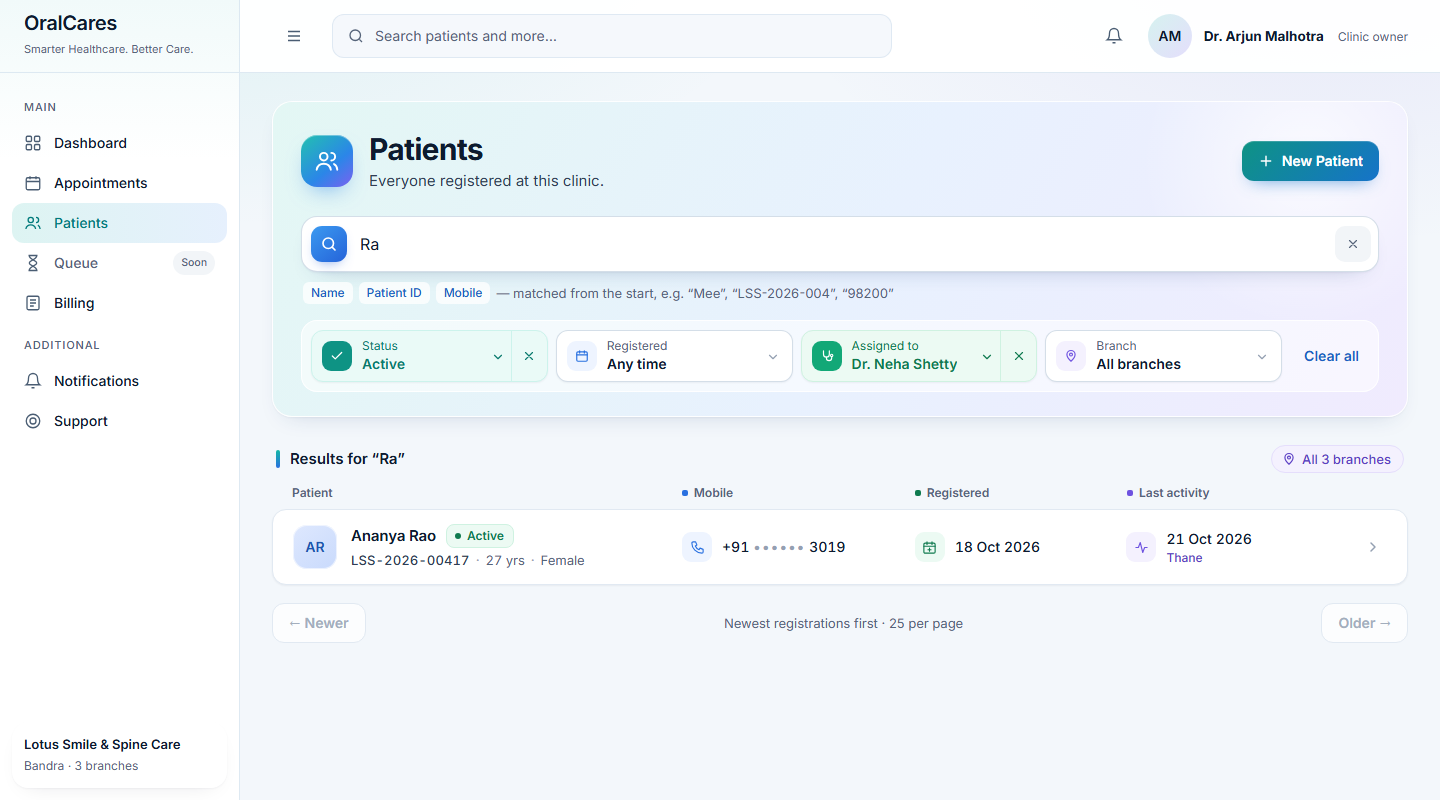 OralCares
Smarter Healthcare. Better Care.
Search patients and more...
AM
Dr. Arjun Malhotra
Clinic owner
MAIN
Dashboard
Appointments
Patients
Queue
Soon
Billing
ADDITIONAL
Notifications
Support
Lotus Smile & Spine Care
Bandra · 3 branches
Patients
Everyone registered at this clinic.
+ New Patient
Ra
Name Patient ID Mobile — matched from the start, e.g. “Mee”, “LSS-2026-004”, “98200”
Status
Active
Registered
Any time
Assigned to
Dr. Neha Shetty
Branch
All branches
Clear all
Results for “Ra”
All 3 branches
Patient Mobile Registered Last activity
AR
Ananya Rao Active
LSS-2026-00417 · 27 yrs · Female
+91 •••••• 3019
18 Oct 2026
21 Oct 2026
Thane
← Newer
Newest registrations first · 25 per page
Older →